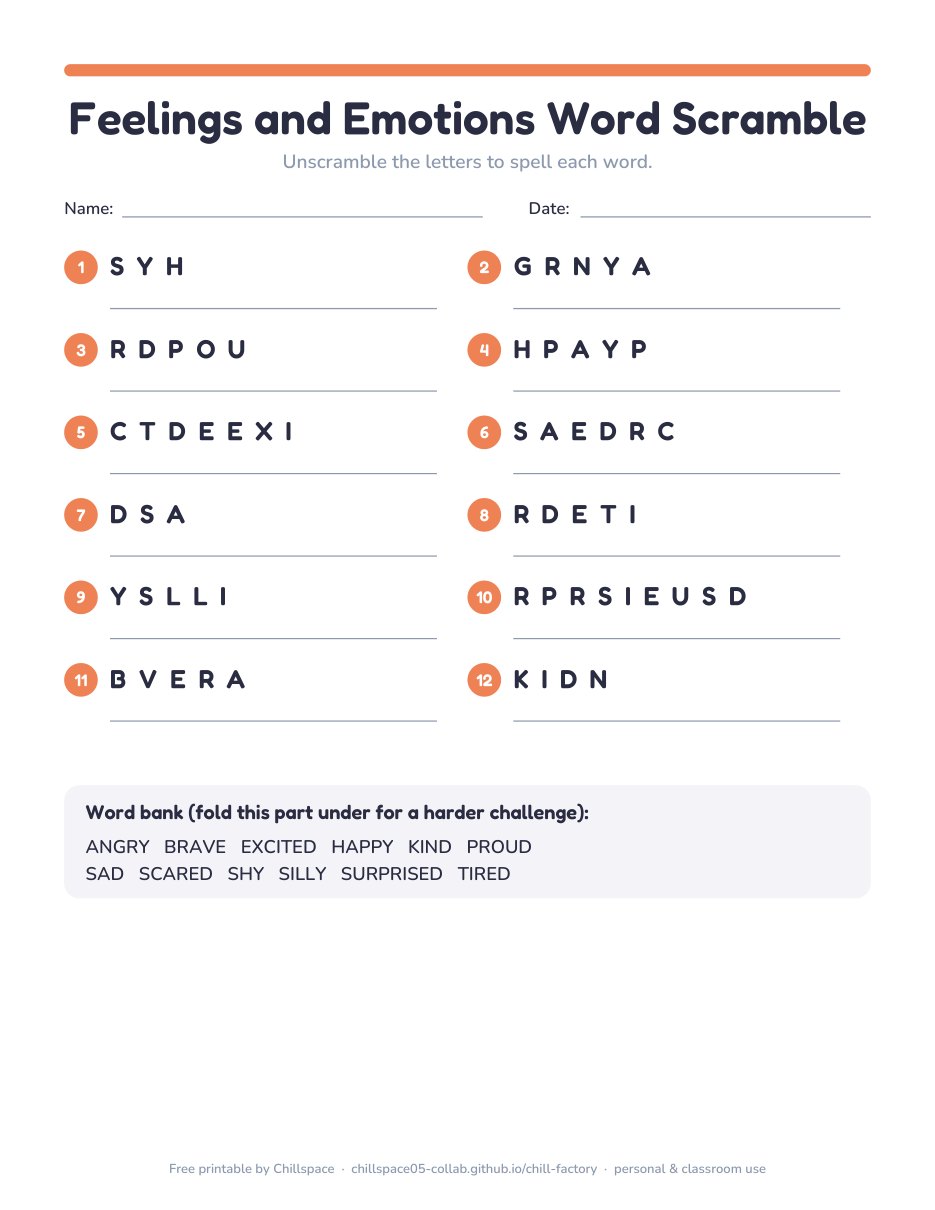 Feelings and Emotions Word Scramble
Unscramble the letters to spell each word.
Name: Date:
1 S Y H
2 G R N Y A
3 R D P O U
4 H P A Y P
5 C T D E E X I
6 S A E D R C
7 D S A
8 R D E T I
9 Y S L L I
10 R P R S I E U S D
11 B V E R A
12 K I D N
Word bank (fold this part under for a harder challenge):
ANGRY BRAVE EXCITED HAPPY KIND PROUD
SAD SCARED SHY SILLY SURPRISED TIRED
Free printable by Chillspace · chillspace05-collab.github.io/chill-factory · personal & classroom use